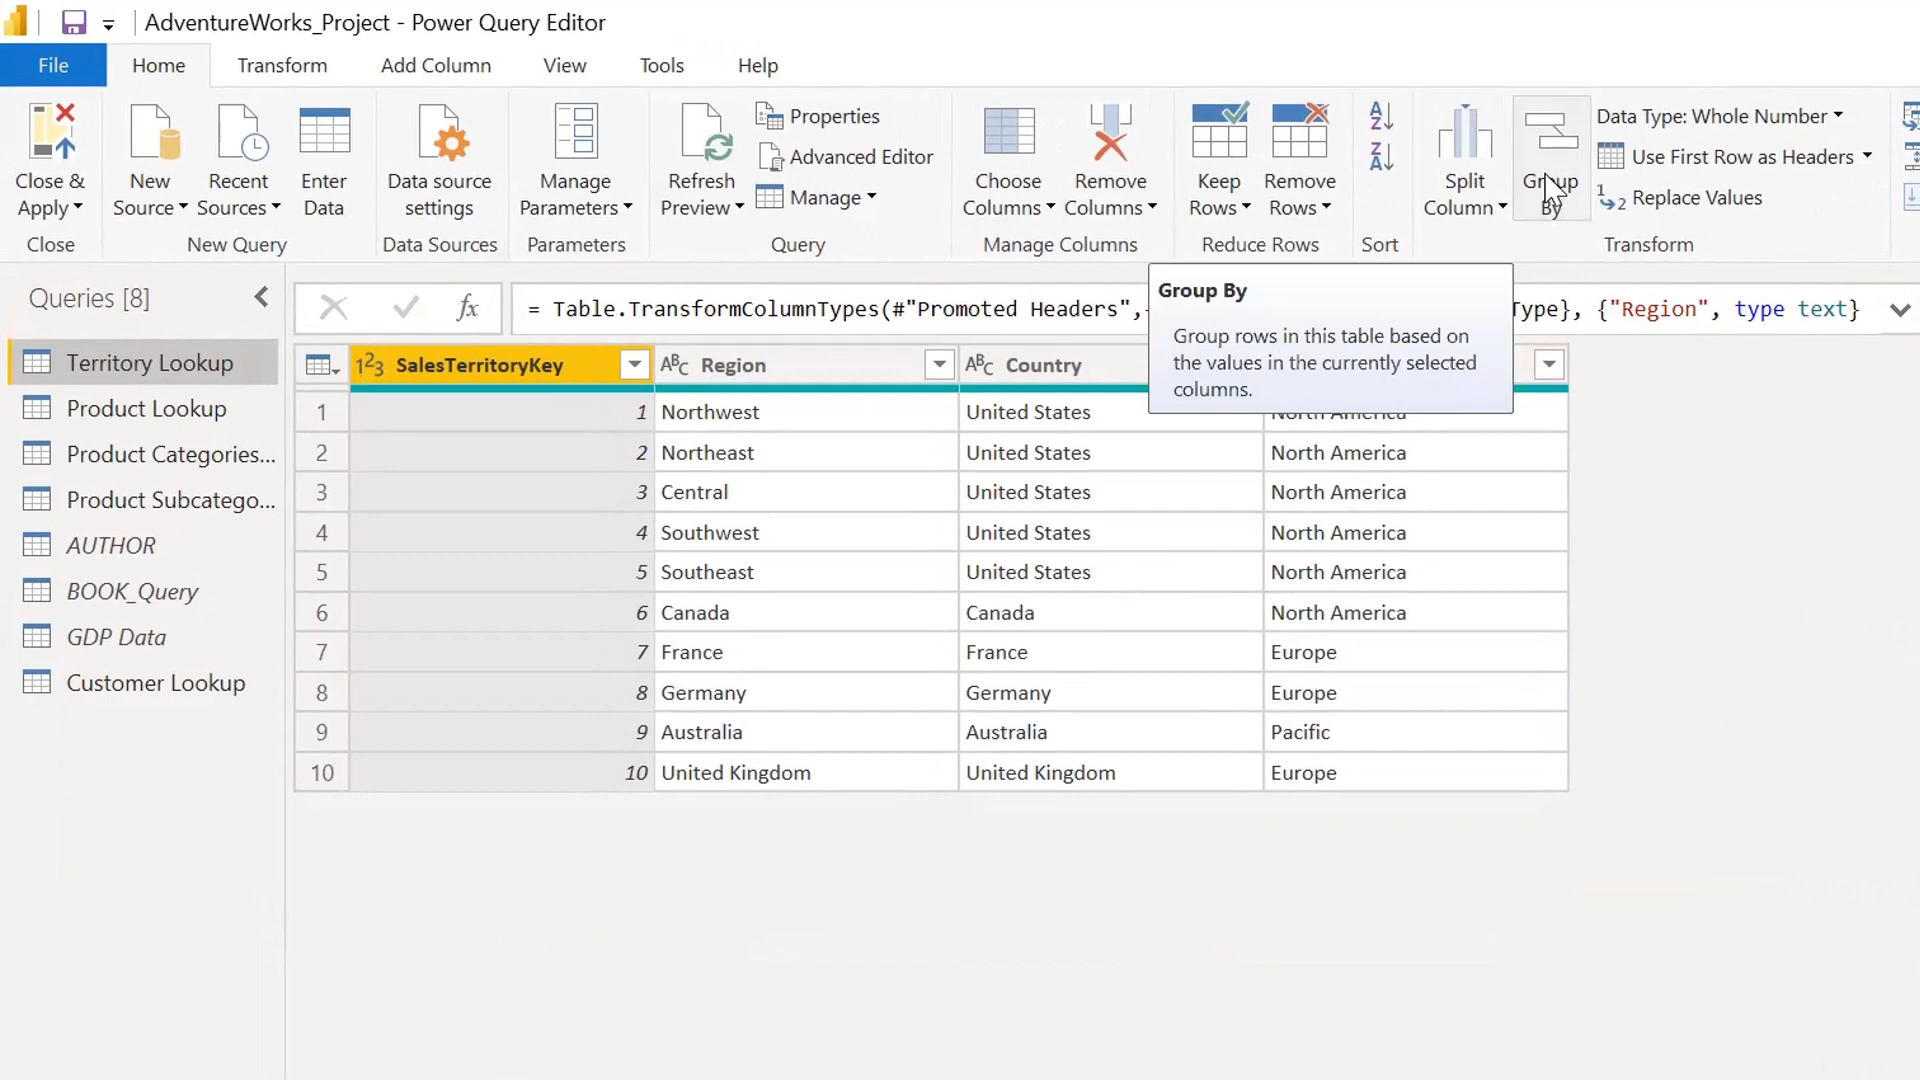 AdventureWorks_Project - Power Query Editor
File Home Transform Add Column View Tools Help
Close & Apply
New Source
Recent Sources
Enter Data
Data source settings
Manage Parameters
Refresh Preview
Properties
Advanced Editor
Manage
Choose Columns
Remove Columns
Keep Rows
Remove Rows
A
Z
Z
A
Split Column
Group By
Data Type: Whole Number
Use First Row as Headers
1 2 Replace Values
Close New Query Data Sources Parameters Query Manage Columns Reduce Rows Sort Transform
Queries [8]
Territory Lookup
Product Lookup
Product Categories...
Product Subcatego...
AUTHOR
BOOK_Query
GDP Data
Customer Lookup
fx = Table.TransformColumnTypes(#"Promoted Headers", Type}, {"Region", type text}
Group By
Group rows in this table based on
the values in the currently selected
columns.
123 SalesTerritoryKey ABC Region ABC Country
1 1 Northwest United States North America
2 2 Northeast United States North America
3 3 Central United States North America
4 4 Southwest United States North America
5 5 Southeast United States North America
6 6 Canada Canada North America
7 7 France France Europe
8 8 Germany Germany Europe
9 9 Australia Australia Pacific
10 10 United Kingdom United Kingdom Europe